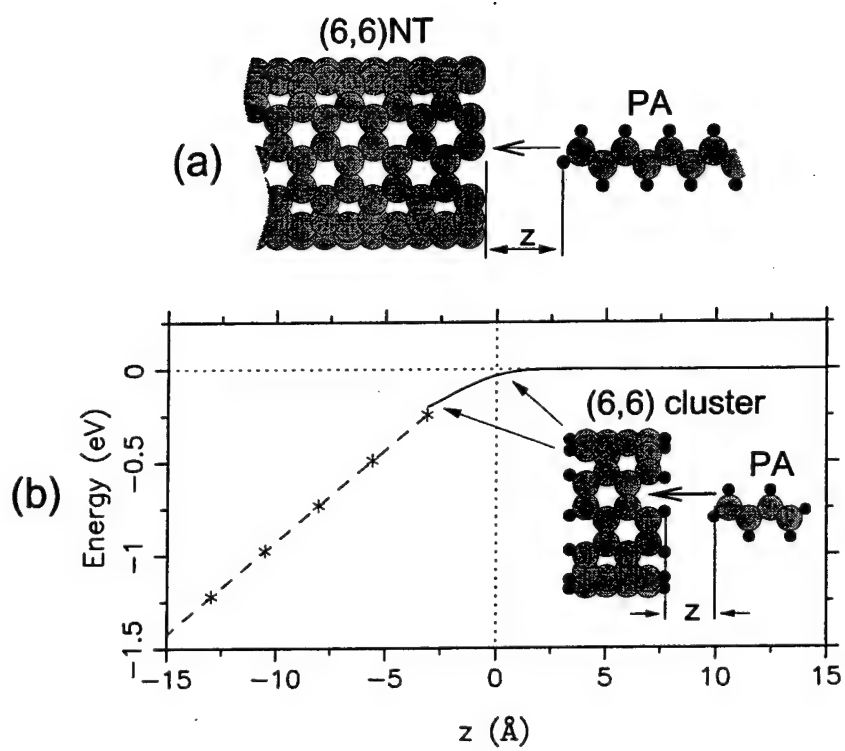 (6,6)NT
PA
(a)
z
(b)
Energy (eV)
0
−0.5
−1
−1.5
(6,6) cluster
PA
z
−15
−10
−5
0
5
10
15
z (Å)